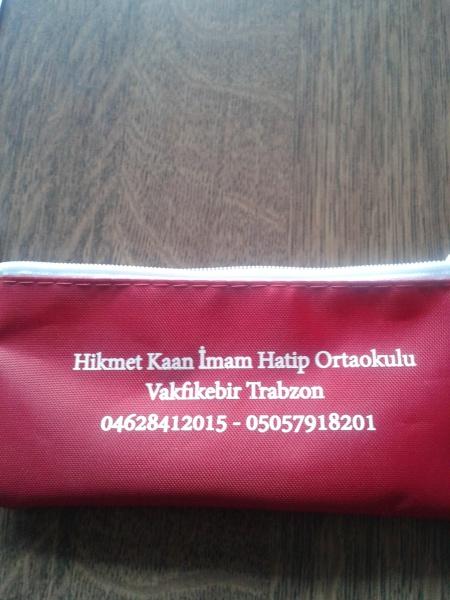 Hikmet Kaan İmam Hatip Ortaokulu
Vakfıkebir Trabzon
04628412015 - 05057918201